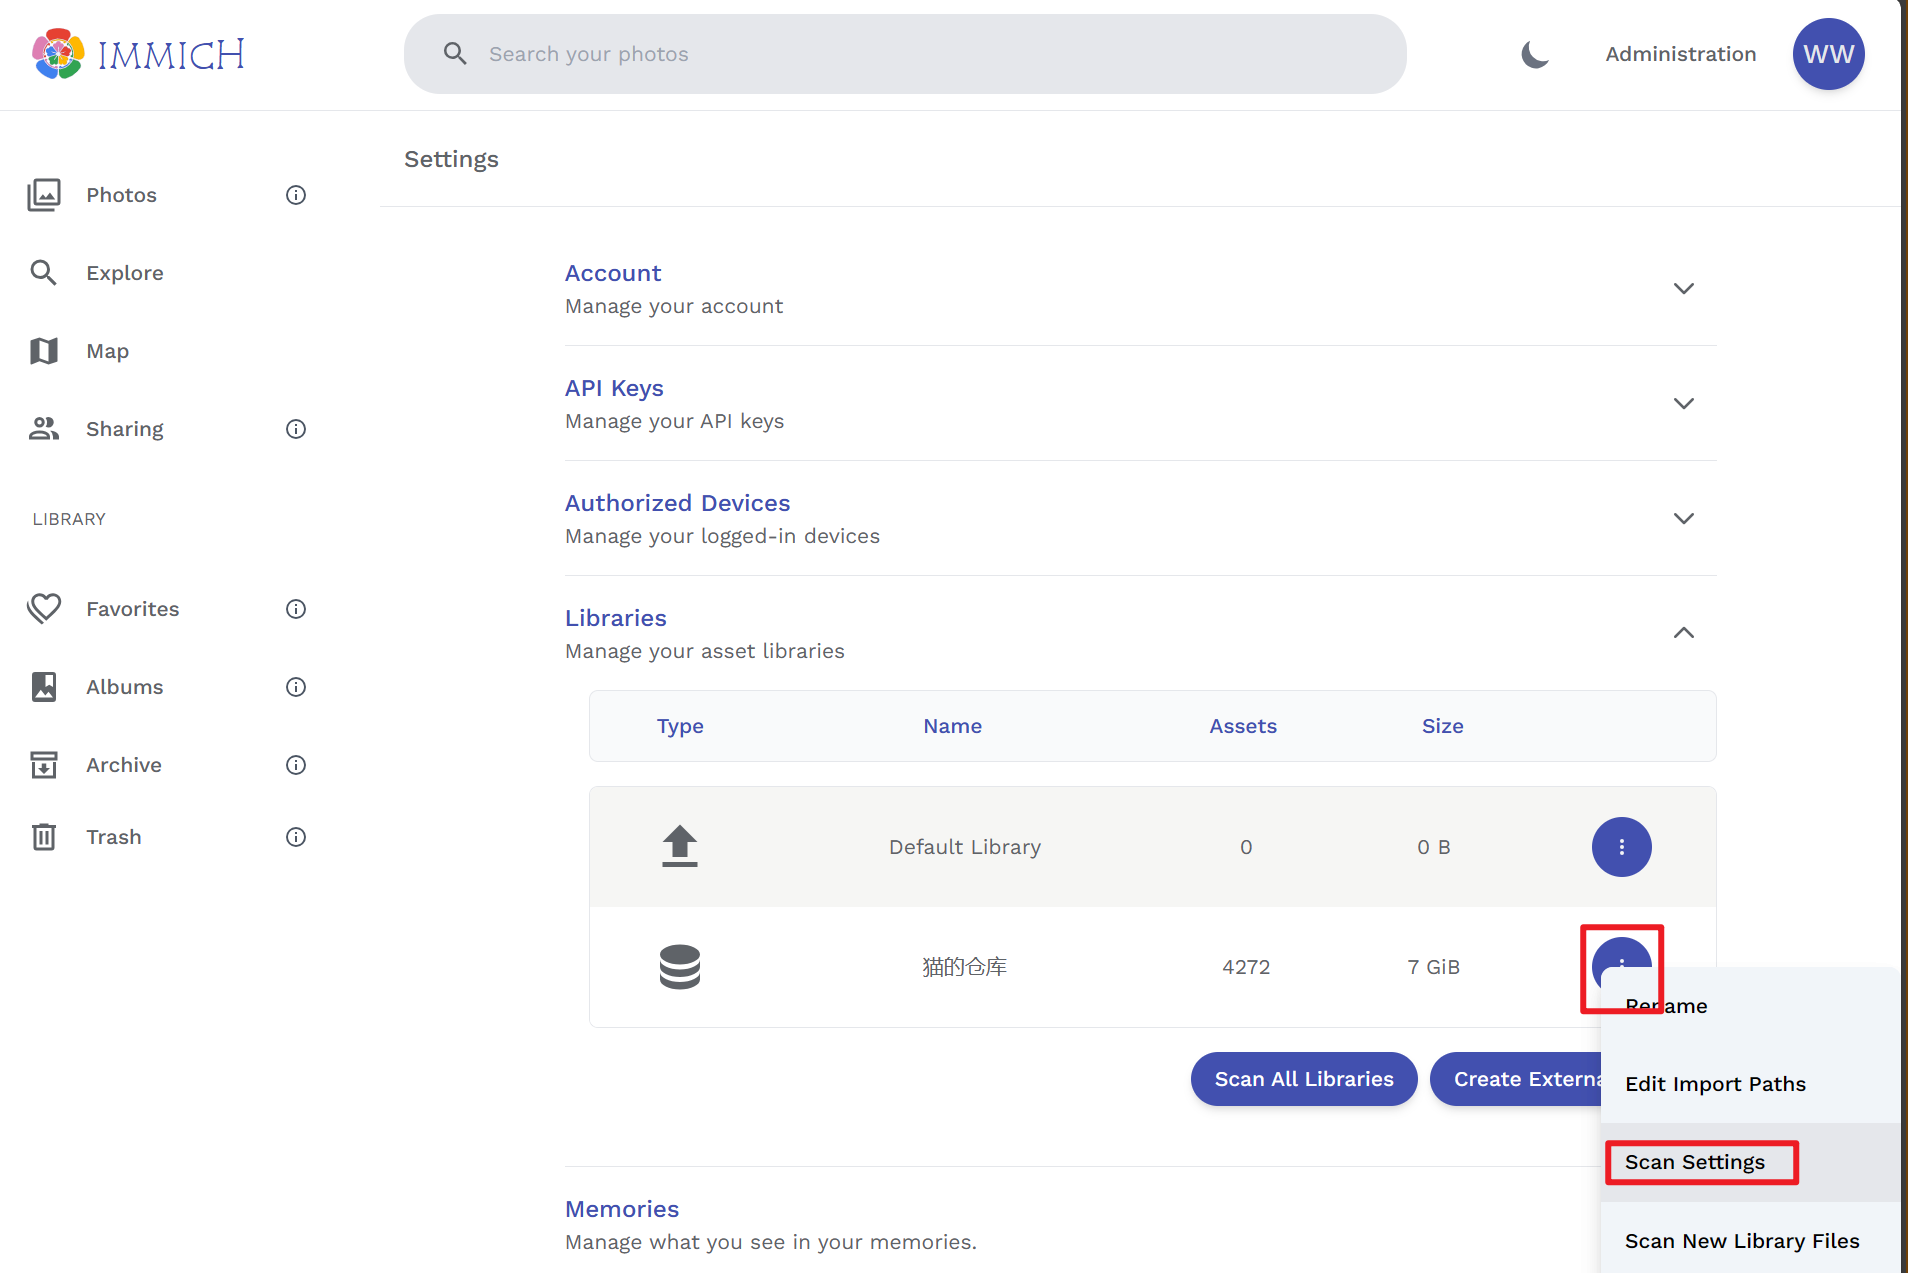 IMMICH
Search your photos
Administration
WW
Settings
Photos
Explore
Map
Sharing
LIBRARY
Favorites
Albums
Archive
Trash
Account
Manage your account
API Keys
Manage your API keys
Authorized Devices
Manage your logged-in devices
Libraries
Manage your asset libraries
Type Name Assets Size
Default Library 0 0 B
猫的仓库 4272 7 GiB
Rename
Edit Import Paths
Scan Settings
Scan New Library Files
Scan All Libraries
Create Externa
Memories
Manage what you see in your memories.